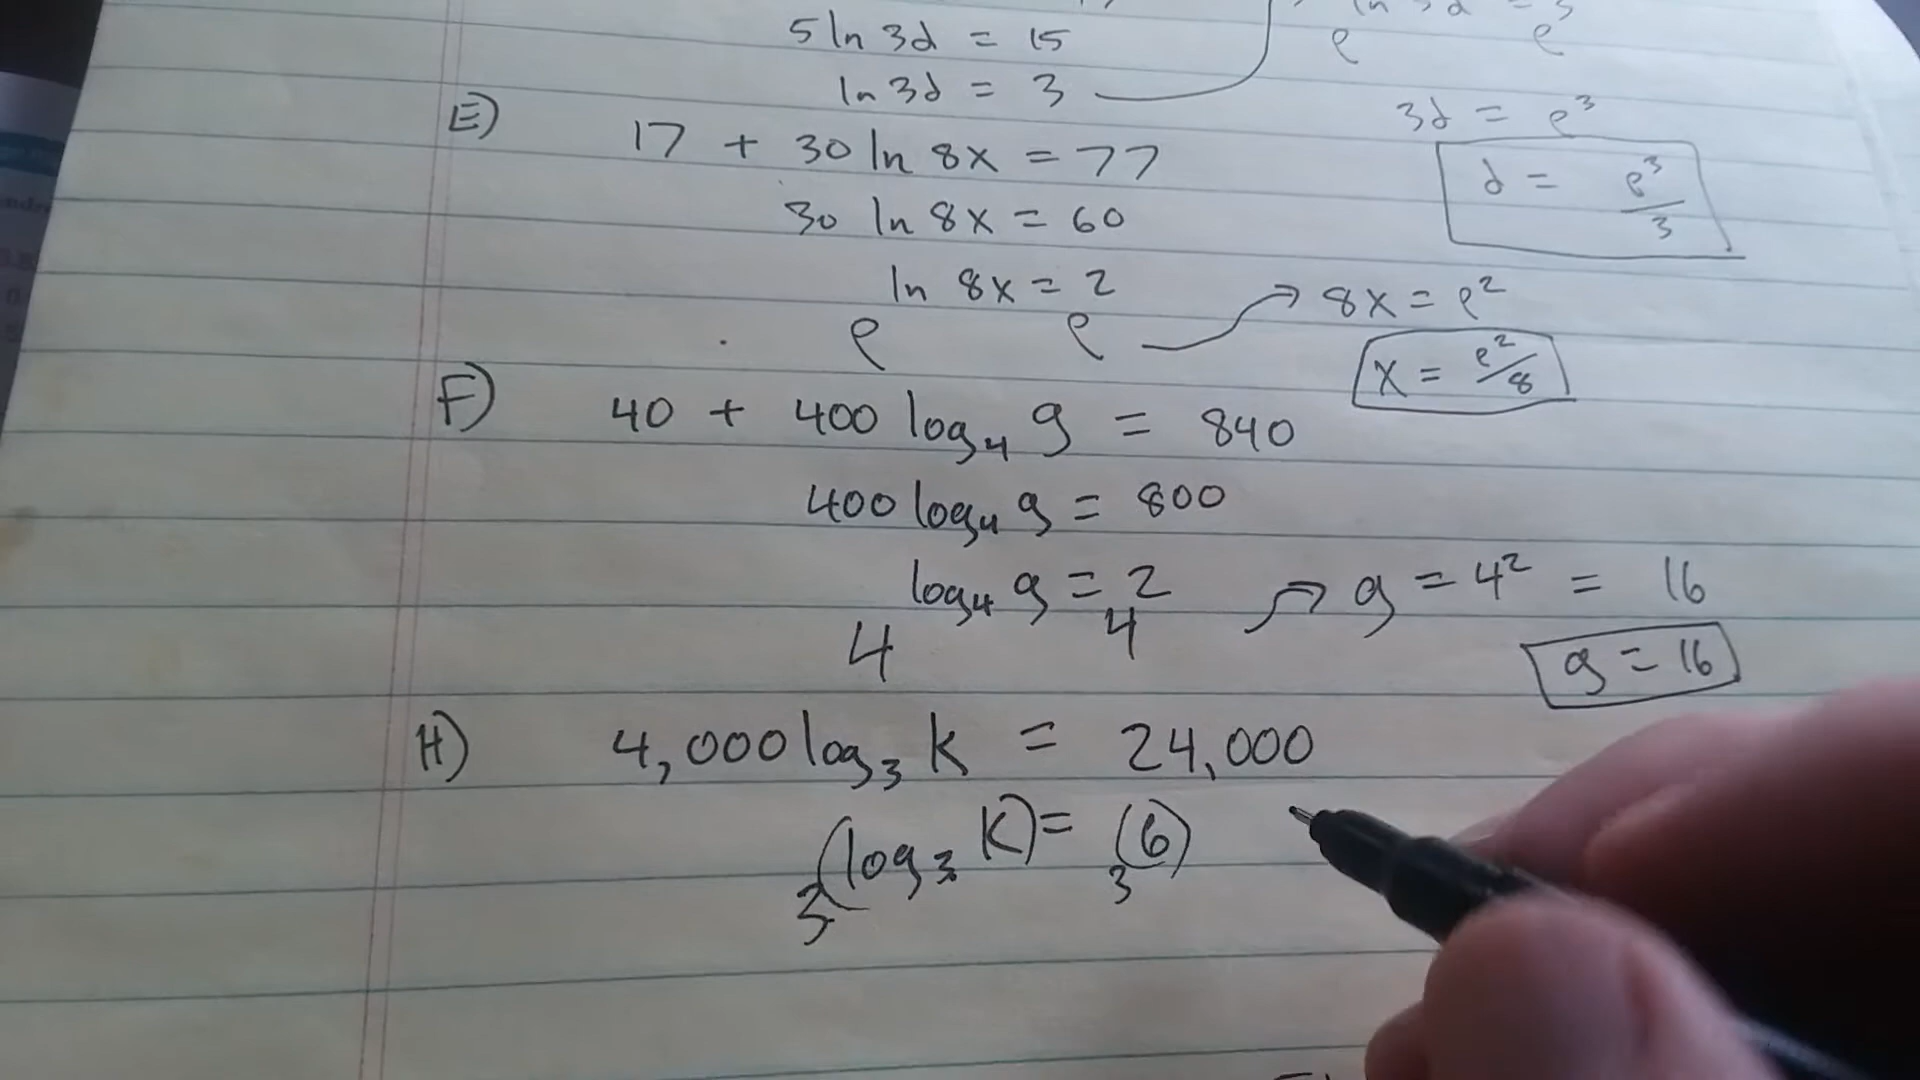 5 ln 3d = 15
ln 3d = 3
e e
3d = e³
d = e³/3
E) 17 + 30 ln 8x = 77
30 ln 8x = 60
ln 8x = 2
e e
8x = e²
x = e²/8
F) 40 + 400 log₄ g = 840
400 log₄ g = 800
log₄ g = 2
4 4
g = 4² = 16
g = 16
H) 4,000 log₃ k = 24,000
3(log₃ k) = 3(6)